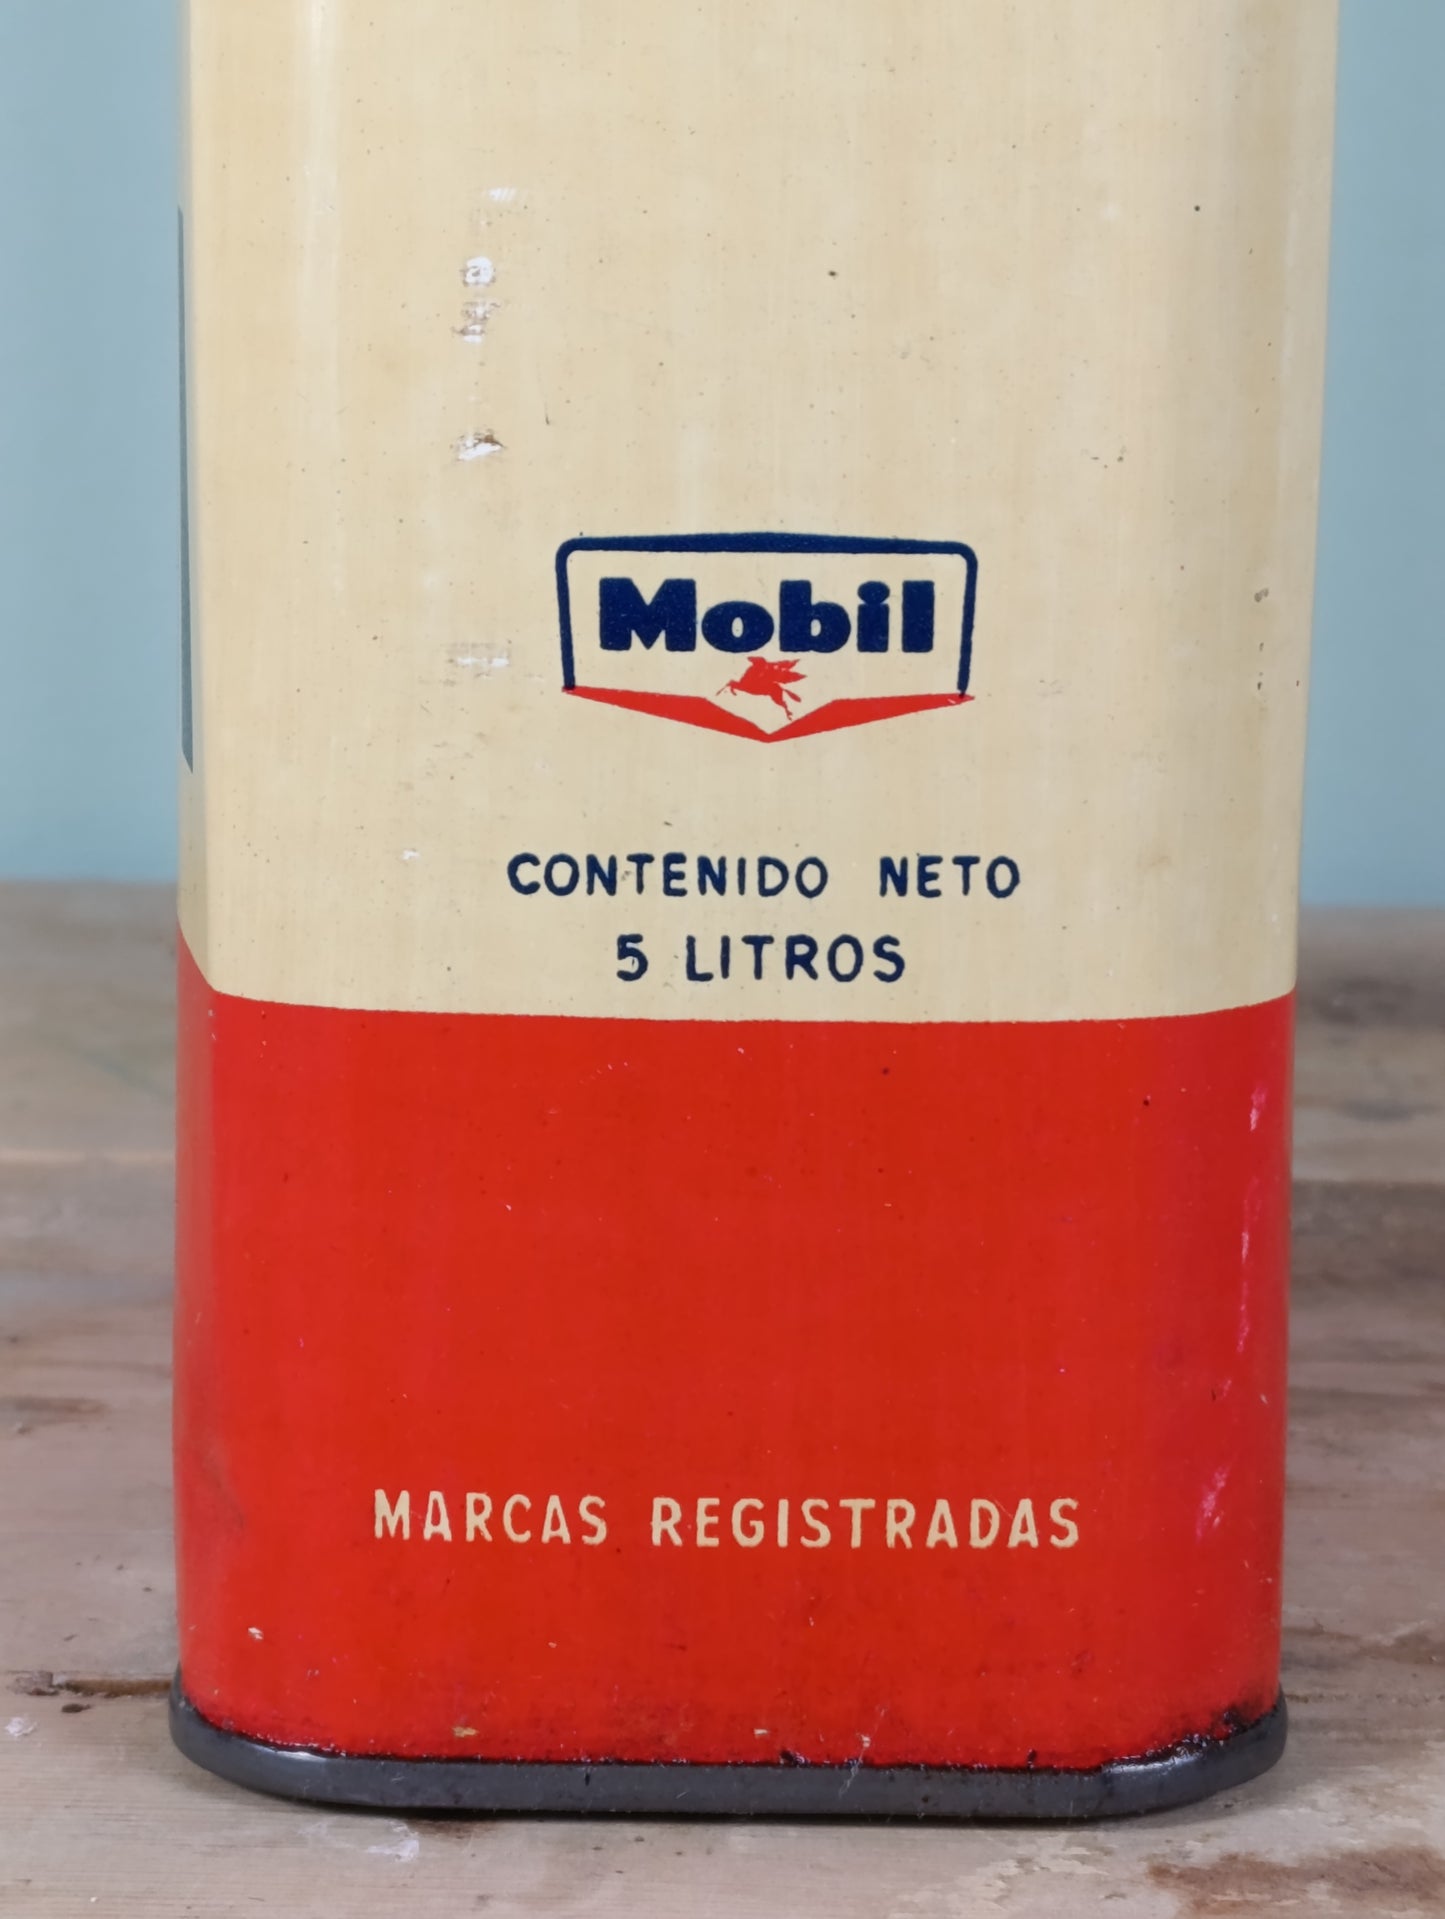 Mobil
CONTENIDO NETO
5 LITROS
MARCAS REGISTRADAS